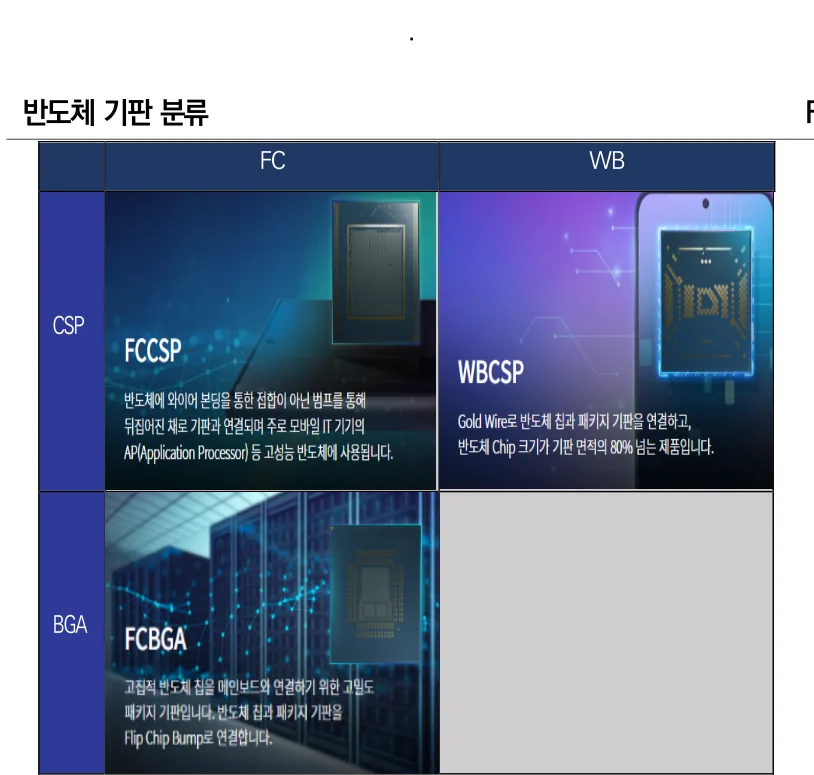 .
반도체 기판 분류
FC
WB
CSP
FCCSP
반도체에 와이어 본딩을 통한 접합이 아닌 범프를 통해
뒤집어진 채로 기판과 연결되며 주로 모바일 IT 기기의
AP(Application Processor) 등 고성능 반도체에 사용됩니다.
WBCSP
Gold Wire로 반도체 칩과 패키지 기판을 연결하고,
반도체 Chip 크기가 기판 면적의 80% 넘는 제품입니다.
BGA
FCBGA
고집적 반도체 칩을 메인보드와 연결하기 위한 고밀도
패키지 기판입니다. 반도체 칩과 패키지 기판을
Flip Chip Bump로 연결합니다.